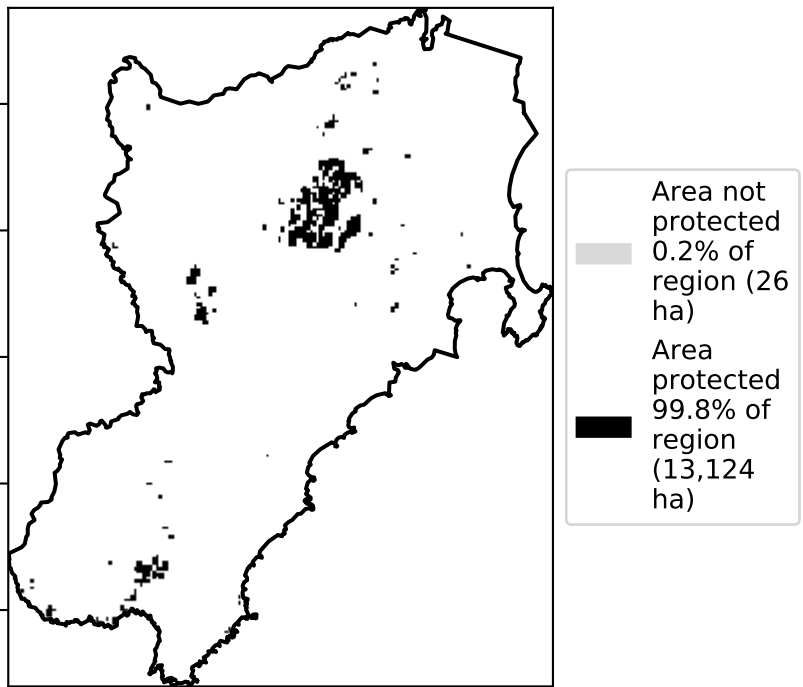 Area not
protected
0.2% of
region (26
ha)
Area
protected
99.8% of
region
(13,124
ha)